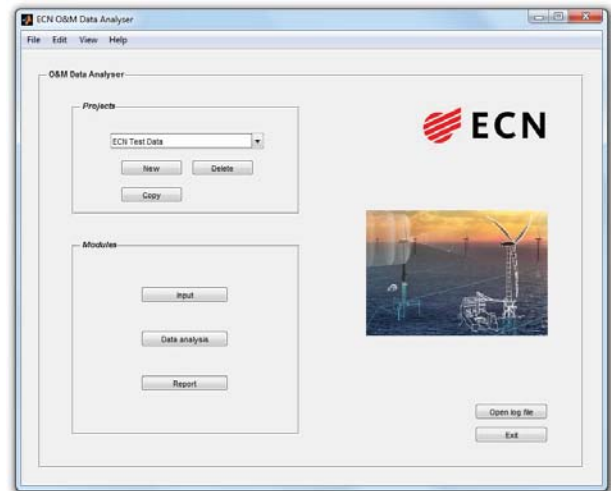 ECN O&M Data Analyser
File Edit View Help
O&M Data Analyser
Projects
ECN Test Data
New Delete
Copy
ECN
Modules
Input
Data analysis
Report
Open log file
Exit